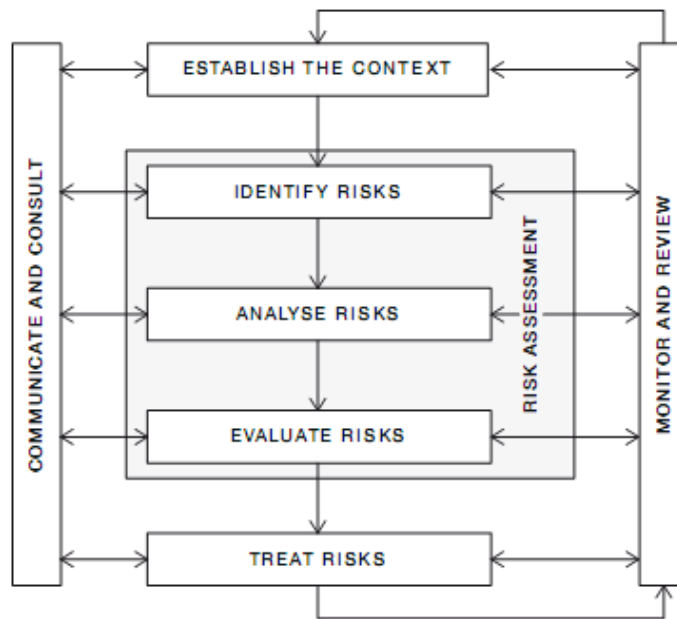 ESTABLISH THE CONTEXT
COMMUNICATE AND CONSULT
IDENTIFY RISKS
ANALYSE RISKS
EVALUATE RISKS
RISK ASSESSMENT
MONITOR AND REVIEW
TREAT RISKS